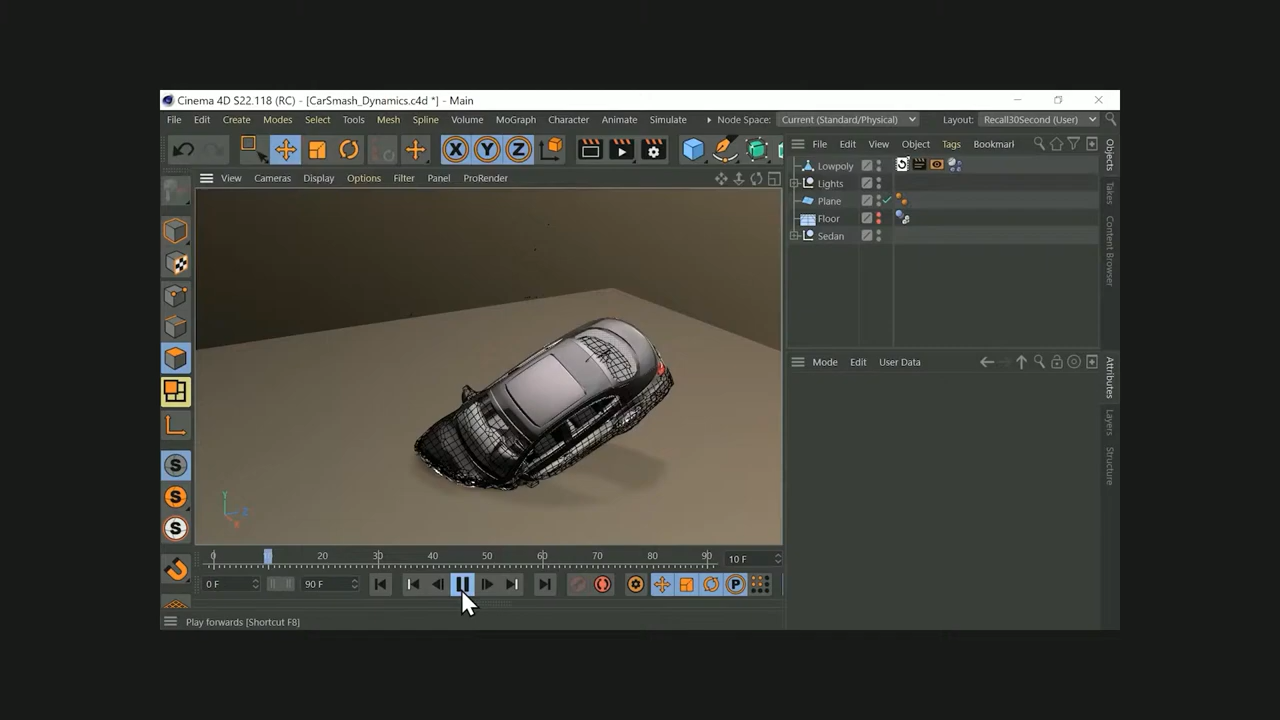 Cinema 4D S22.118 (RC) - [CarSmash_Dynamics.c4d *] - Main
File Edit Create Modes Select Tools Mesh Spline Volume MoGraph Character Animate Simulate Node Space: Current (Standard/Physical) Layout: Recall30Second (User)
X Y Z
File Edit View Object Tags Bookmark
View Cameras Display Options Filter Panel ProRender
Lowpoly
Lights
Plane
Floor
Sedan
Objects
Takes
Content Browser
Mode Edit User Data
Attributes
Layers
Structure
S
S
S
Y
Z
X
0 10 20 30 40 50 60 70 80 90 10 F
0 F 90 F P
Play forwards [Shortcut F8]